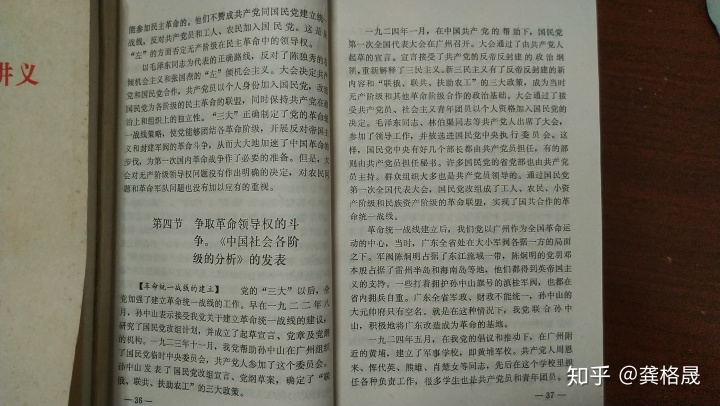 讲义
能参加民主革命的。他们不赞成共产党同国民党建立统一
战线，反对共产党员和工人、农民加入国民党。这是从
“左”的方面否定无产阶级在民主革命中的领导权。
以毛泽东同志为代表的正确路线，反对了陈独秀的右
倾机会主义和张国焘的“左”倾机会主义。大会决定共产
党和国民党合作，共产党员以个人身份加入国民党，改组
国民党为各阶级的民主革命的联盟，同时保持共产党在政
治上和组织上的独立性。“三大”正确制定了党的革命统
一战线策略，使党能够团结各革命阶级，开展反对帝国主
义和封建军阀的革命斗争，从而大大地加速了中国革命的
步伐，为第一次国内革命战争作了必要的准备。但是，大
会对无产阶级领导权问题没有作出明确的决定，对农民问
题和革命军队问题也没有加以应有的重视。
第四节 争取革命领导权的斗
争。《中国社会各阶
级的分析》的发表
【革命统一战线的建立】 党的“三大”以后，全
党加强了建立革命统一战线的工作。早在一九二二年八
月，孙中山表示接受我党关于建立革命统一战线的建议，
研究了国民党改组计划，并成立了起草宣言、党章及党纲
的机构。一九二三年十一月，我党帮助孙中山在广州组织
了国民党临时中央委员会，共产党人参加了这个委员会。
孙中山发表了国民党改组宣言、党纲草案，确定了“联
俄、联共、扶助农工”的三大政策。
— 36 —
一九二四年一月，在中国共产党的帮助下，国民党
第一次全国代表大会在广州召开。大会通过了由共产党人
起草的宣言。宣言接受了共产党的反帝反封建的政治纲
领，重新解释了三民主义。新三民主义有了反帝反封建的新
内容和“联俄、联共、扶助农工”的三大政策，成为当时
无产阶级和其他革命阶级合作的政治基础。大会通过了接
受共产党员、社会主义青年团员以个人资格加入国民党的
决定。毛泽东同志、林伯渠同志等共产党人出席了大会，
参加了领导工作，并被选进国民党中央执行委员会。这
样，国民党中央有好几个部长都由共产党员担任，有的部
则由共产党员担任秘书。许多国民党的省党部也由共产党
员主持。群众组织大多也是共产党员领导的。通过国民党
第一次全国代表大会，国民党改组成了工人、农民、小资
产阶级和民族资产阶级的革命联盟，实现了国共合作的革
命统一战线。
革命统一战线建立后，我们党以广州作为全国革命运
动的中心，当时，广东全省处在大小军阀各据一方的局面
之下。军阀陈炯明占据了东江流域一带，陈炯明的党羽邓
本殷占据了雷州半岛和海南岛等地，他们都得到英帝国主
义的支持。一些打着拥护孙中山旗号的滇桂军阀，也都在
省内拥兵自重。广东全省军政、财政不能统一，孙中山的
大元帅府只有空名。就是在这种情况下，我党联合孙中
山，积极地将广东改造成为革命的基地。
一九二四年五月，在我党的倡议和推动下，在广州附
近的黄埔，建立了军事学校，即黄埔军校。共产党人周恩
来、恽代英、熊雄、肖楚女等同志，先后在这个学校里担
任各种负责工作，很多学生也是共产党员和青年团员。
— 37 —
知乎 @龚格晟